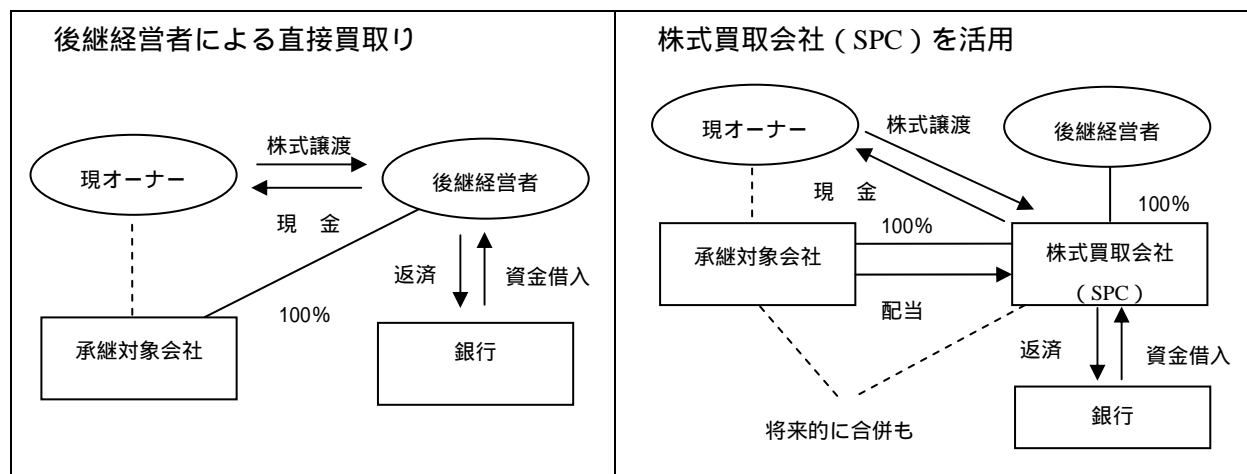 後継経営者による直接買取り
現オーナー
株式譲渡
現 金
後継経営者
返済
資金借入
100%
承継対象会社
銀行
株式買取会社(SPC)を活用
現オーナー
株式譲渡
現 金
後継経営者
100%
承継対象会社
100%
配当
株式買取会社
(SPC)
返済
資金借入
銀行
将来的に合併も